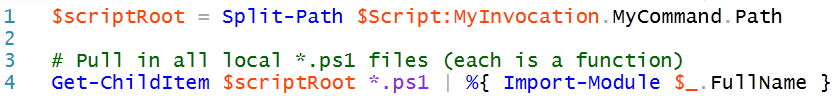 1 $scriptRoot = Split-Path $Script:MyInvocation.MyCommand.Path
2
3 # Pull in all local *.ps1 files (each is a function)
4 Get-ChildItem $scriptRoot *.ps1 | %{ Import-Module $_.FullName }